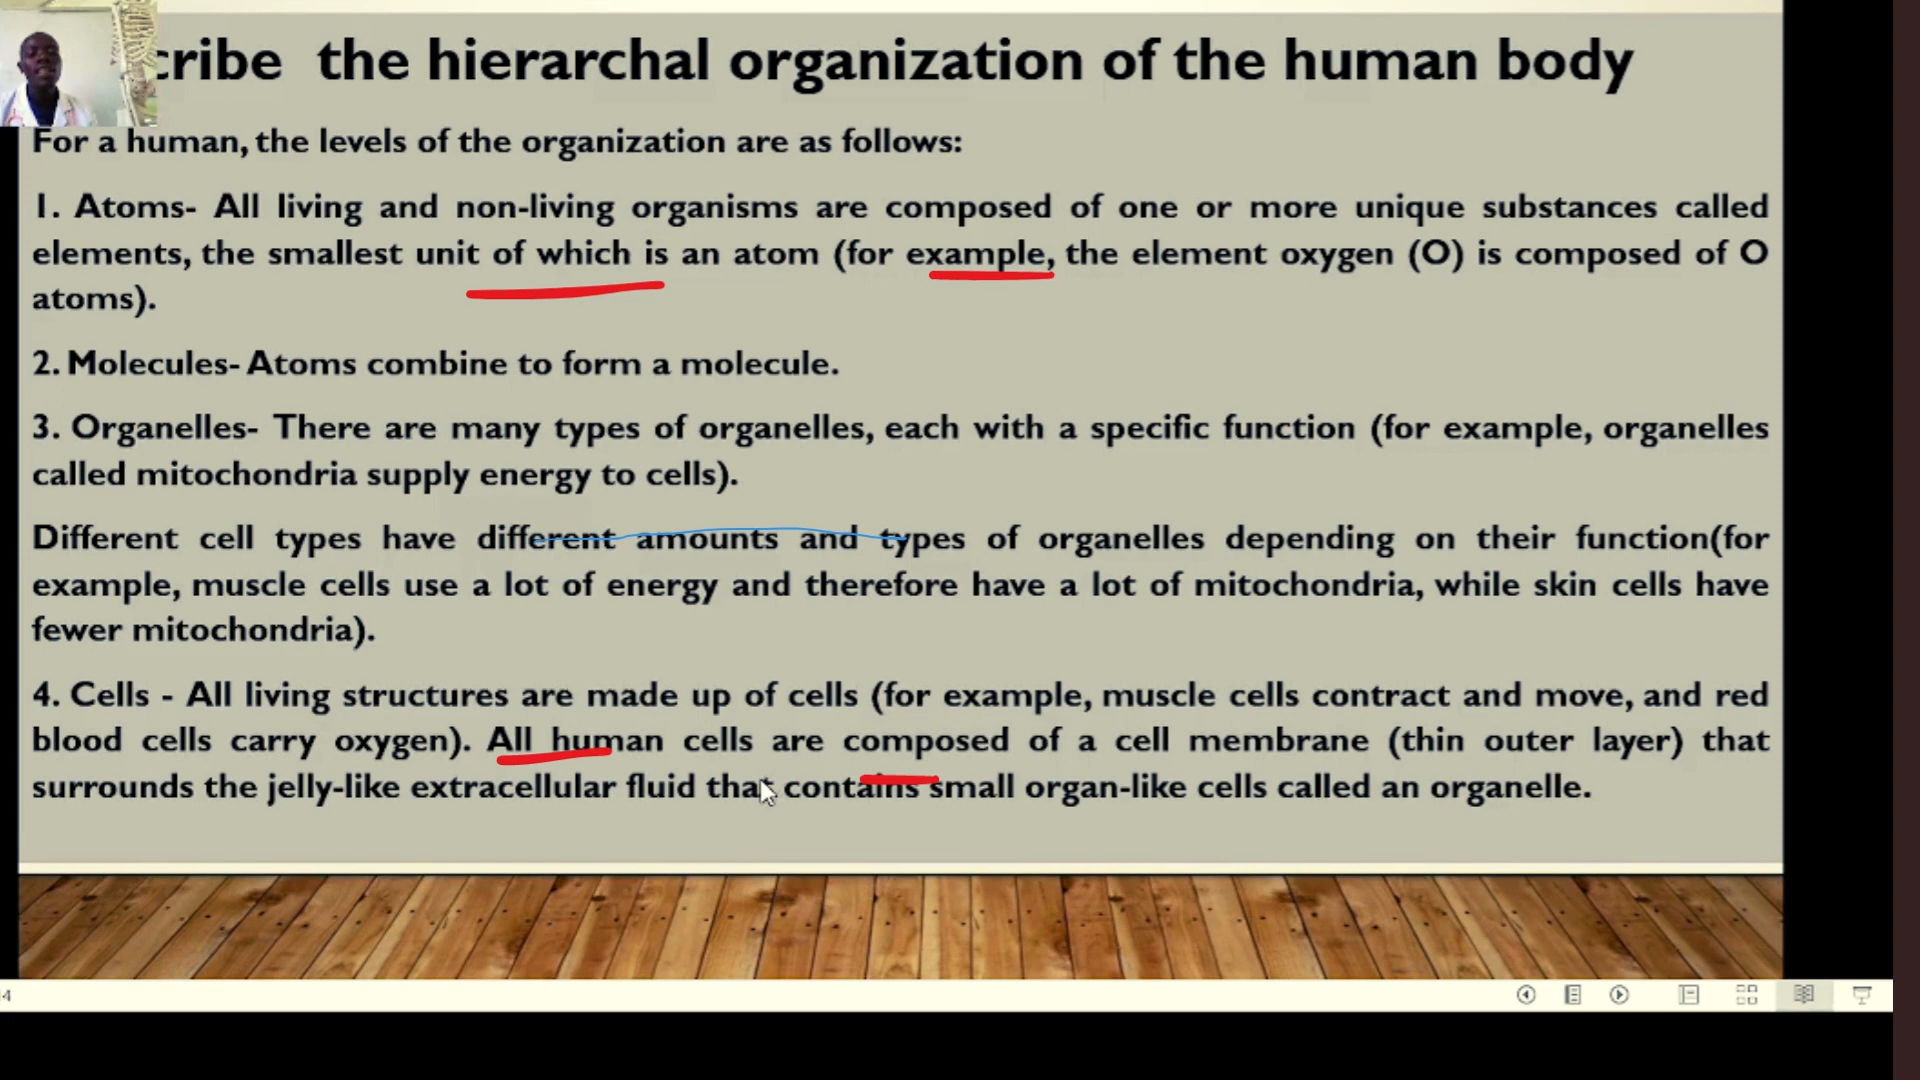 cribe the hierarchal organization of the human body
For a human, the levels of the organization are as follows:
1. Atoms- All living and non-living organisms are composed of one or more unique substances called
elements, the smallest unit of which is an atom (for example, the element oxygen (O) is composed of O
atoms).
2. Molecules- Atoms combine to form a molecule.
3. Organelles- There are many types of organelles, each with a specific function (for example, organelles
called mitochondria supply energy to cells).
Different cell types have different amounts and types of organelles depending on their function(for
example, muscle cells use a lot of energy and therefore have a lot of mitochondria, while skin cells have
fewer mitochondria).
4. Cells - All living structures are made up of cells (for example, muscle cells contract and move, and red
blood cells carry oxygen). All human cells are composed of a cell membrane (thin outer layer) that
surrounds the jelly-like extracellular fluid that contains small organ-like cells called an organelle.
14